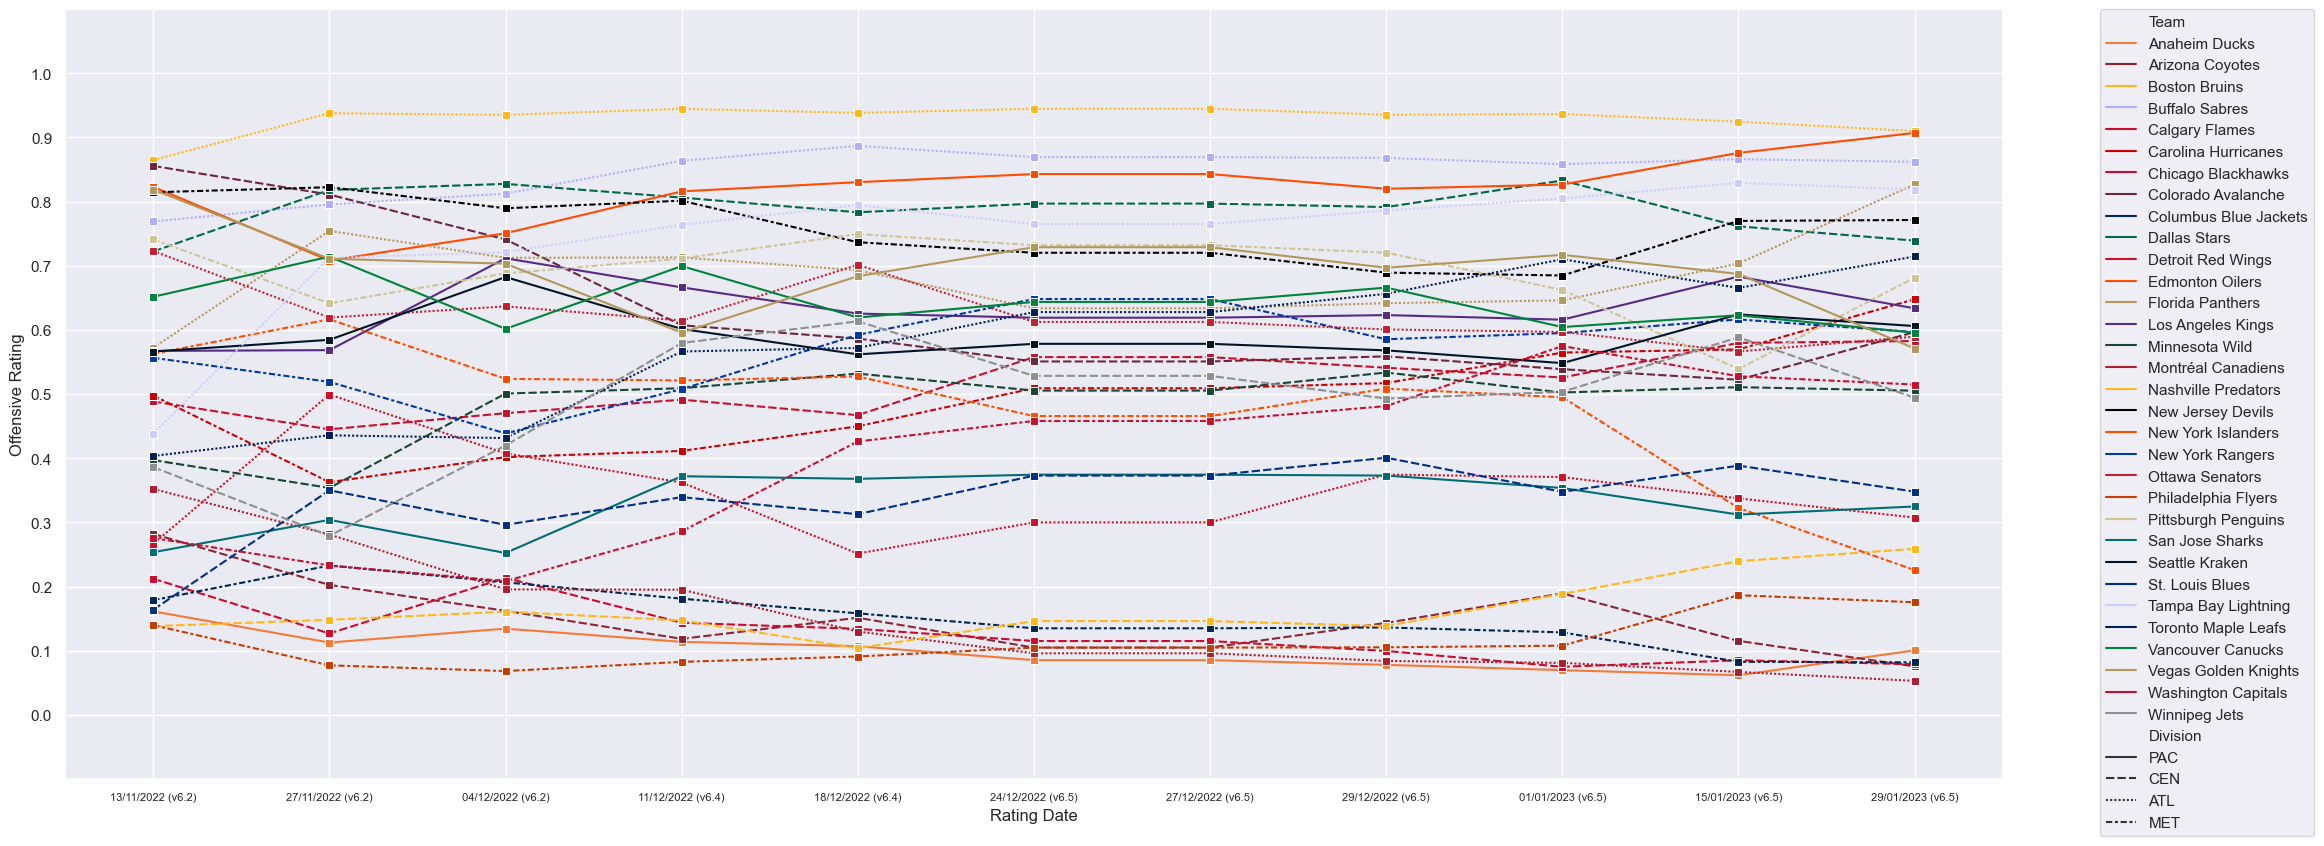 Offensive Rating
1.0
0.9
0.8
0.7
0.6
0.5
0.4
0.3
0.2
0.1
0.0
13/11/2022 (v6.2)
27/11/2022 (v6.2)
04/12/2022 (v6.2)
11/12/2022 (v6.4)
18/12/2022 (v6.4)
24/12/2022 (v6.5)
27/12/2022 (v6.5)
29/12/2022 (v6.5)
01/01/2023 (v6.5)
15/01/2023 (v6.5)
29/01/2023 (v6.5)
Rating Date
Team
Anaheim Ducks
Arizona Coyotes
Boston Bruins
Buffalo Sabres
Calgary Flames
Carolina Hurricanes
Chicago Blackhawks
Colorado Avalanche
Columbus Blue Jackets
Dallas Stars
Detroit Red Wings
Edmonton Oilers
Florida Panthers
Los Angeles Kings
Minnesota Wild
Montréal Canadiens
Nashville Predators
New Jersey Devils
New York Islanders
New York Rangers
Ottawa Senators
Philadelphia Flyers
Pittsburgh Penguins
San Jose Sharks
Seattle Kraken
St. Louis Blues
Tampa Bay Lightning
Toronto Maple Leafs
Vancouver Canucks
Vegas Golden Knights
Washington Capitals
Winnipeg Jets
Division
PAC
CEN
ATL
MET